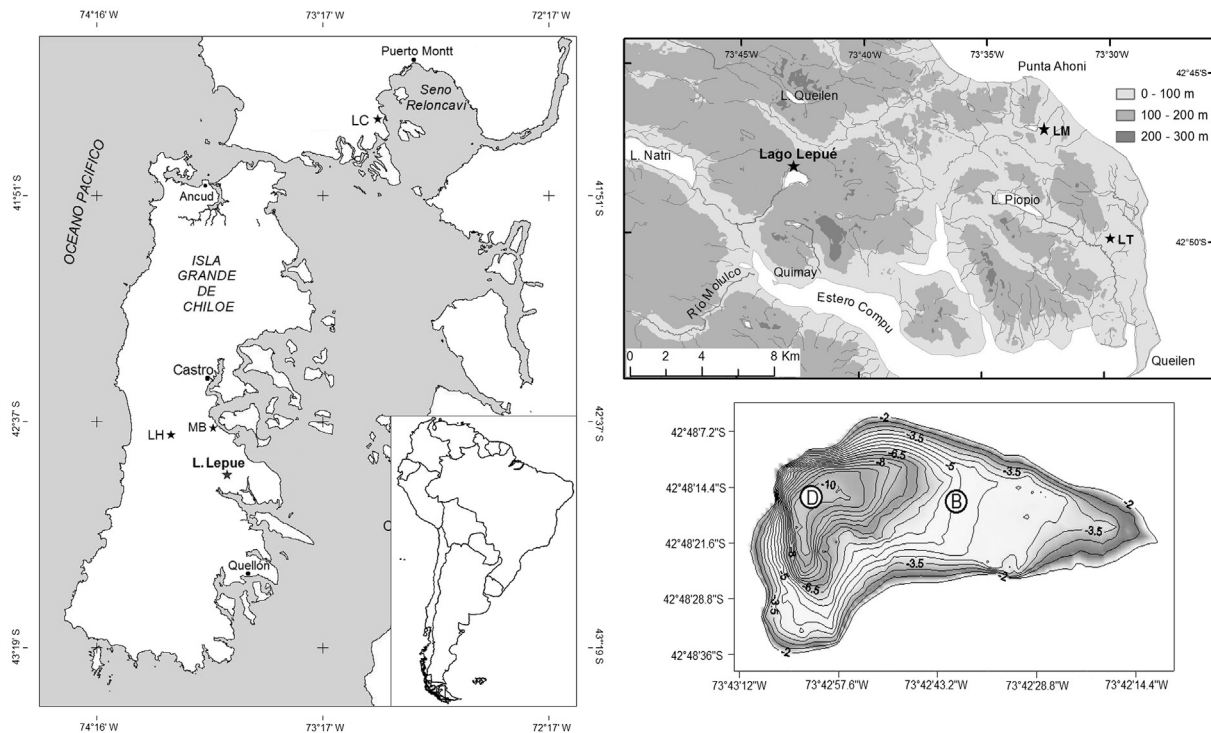 74°16' W
73°17' W
72°17' W
Puerto Montt
Seno
Reloncavi
LC
41°51' S
41°51' S
Ancud
OCEANO PACIFICO
ISLA
GRANDE
DE
CHILOE
Castro
42°37' S
42°37' S
MB
LH
L. Lepue
Quellón
43°19' S
43°19' S
74°16' W
73°17' W
72°17' W
73°45'W
73°40'W
73°35'W
73°30'W
Punta Ahoni
42°45'S
0 - 100 m
100 - 200 m
200 - 300 m
L. Queilen
LM
L. Natri
Lago Lepué
L. Piopio
LT
42°50'S
Quimay
Río Molulco
Estero Compu
Queilen
0 2 4 8 Km
42°48'7.2"S
42°48'14.4"S
42°48'21.6"S
42°48'28.8"S
42°48'36"S
-2
-3.5
-6.5
-8
-5
-3.5
-2
-10
D
B
-3.5
-8
-5
-6.5
-3.5
-3.5
-2
-2
73°43'12"W
73°42'57.6"W
73°42'43.2"W
73°42'28.8"W
73°42'14.4"W